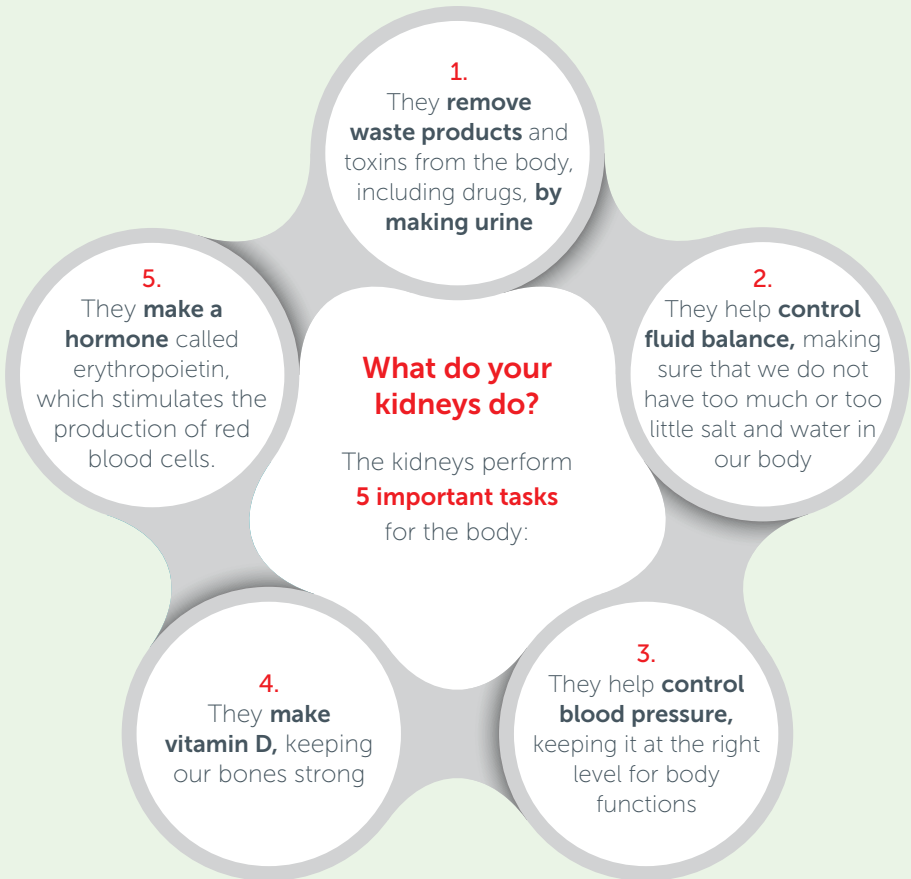 What do your
kidneys do?
The kidneys perform
5 important tasks
for the body:
1.
They remove
waste products and
toxins from the body,
including drugs, by
making urine
2.
They help control
fluid balance, making
sure that we do not
have too much or too
little salt and water in
our body
3.
They help control
blood pressure,
keeping it at the right
level for body
functions
4.
They make
vitamin D, keeping
our bones strong
5.
They make a
hormone called
erythropoietin,
which stimulates the
production of red
blood cells.